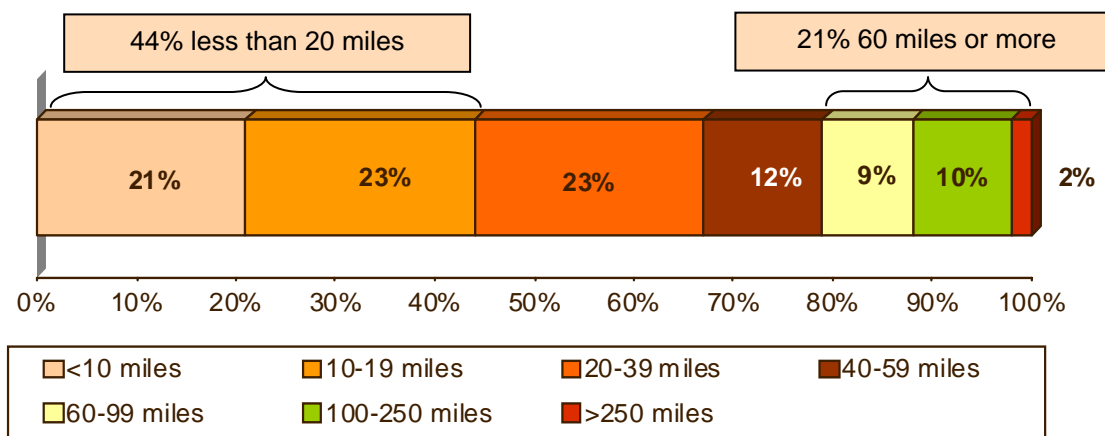 44% less than 20 miles
21% 60 miles or more
21% 23% 23% 12% 9% 10% 2%
0% 10% 20% 30% 40% 50% 60% 70% 80% 90% 100%
<10 miles 10-19 miles 20-39 miles 40-59 miles
60-99 miles 100-250 miles >250 miles